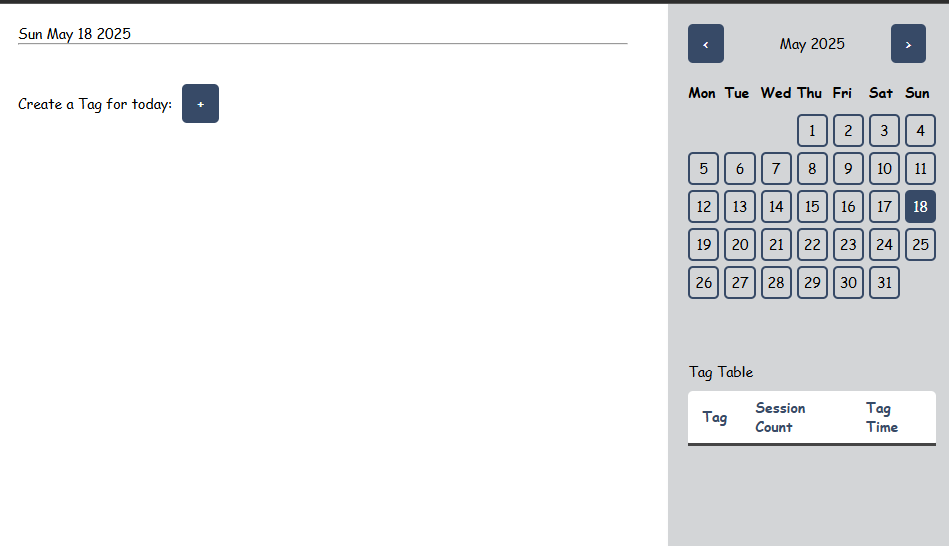 Sun May 18 2025
Create a Tag for today: +
< May 2025 >
Mon Tue Wed Thu Fri Sat Sun
1 2 3 4
5 6 7 8 9 10 11
12 13 14 15 16 17 18
19 20 21 22 23 24 25
26 27 28 29 30 31
Tag Table
Tag Session Count Tag Time